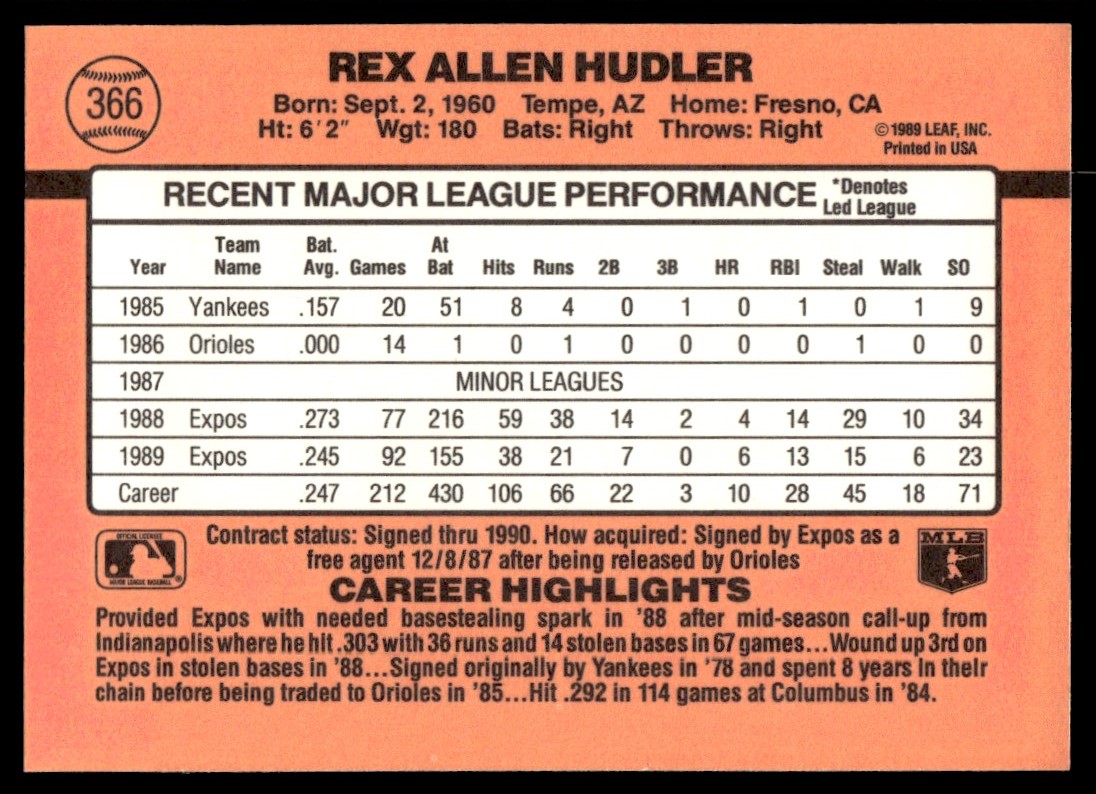 REX ALLEN HUDLER
366
Born: Sept. 2, 1960 Tempe, AZ Home: Fresno, CA
Ht: 6'2" Wgt: 180 Bats: Right Throws: Right
©1989 LEAF, INC.
Printed in USA
RECENT MAJOR LEAGUE PERFORMANCE
*Denotes
Led League
Year Team Name Bat. Avg. Games At Bat Hits Runs 2B 3B HR RBI Steal Walk SO
1985 Yankees .157 20 51 8 4 0 1 0 1 0 1 9
1986 Orioles .000 14 1 0 1 0 0 0 0 1 0 0
1987 MINOR LEAGUES
1988 Expos .273 77 216 59 38 14 2 4 14 29 10 34
1989 Expos .245 92 155 38 21 7 0 6 13 15 6 23
Career .247 212 430 106 66 22 3 10 28 45 18 71
Contract status: Signed thru 1990. How acquired: Signed by Expos as a
free agent 12/8/87 after being released by Orioles
OFFICIAL LICENSEE
MAJOR LEAGUE BASEBALL
®
MLB
CAREER HIGHLIGHTS
Provided Expos with needed basestealing spark in '88 after mid-season call-up from
Indianapolis where he hit .303 with 36 runs and 14 stolen bases in 67 games...Wound up 3rd on
Expos in stolen bases in '88...Signed originally by Yankees in '78 and spent 8 years in their
chain before being traded to Orioles in '85...Hit .292 in 114 games at Columbus in '84.